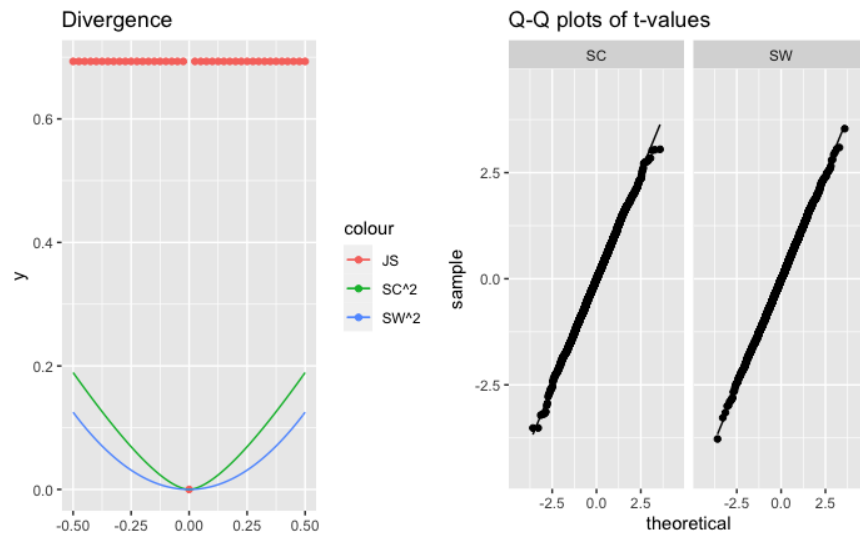 Divergence
0.6
0.4
0.2
0.0
y
-0.50
-0.25
0.00
0.25
0.50
colour
JS
SC^2
SW^2
Q-Q plots of t-values
SC
SW
2.5
0.0
-2.5
sample
-2.5
0.0
2.5
-2.5
0.0
2.5
theoretical